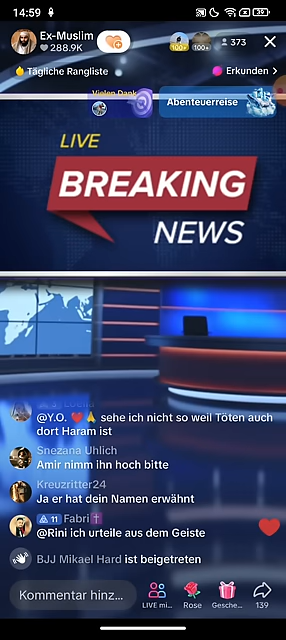 14:59
39
Ex-Muslim
288.9K
100+
100+
373
Tägliche Rangliste
Erkunden >
Vielen Dank
Abenteuerreise
LIVE
BREAKING
NEWS
@Y.O. ❤️🙏 sehe ich nicht so weil Töten auch
dort Haram ist
Snezana Uhlich
Amir nimm ihn hoch bitte
Kreuzritter24
Ja er hat dein Namen erwähnt
11 Fabri✝️
@Rini ich urteile aus dem Geiste
BJJ Mikael Hard ist beigetreten
Kommentar hinz...
LIVE mi...
Rose
Gesche...
139